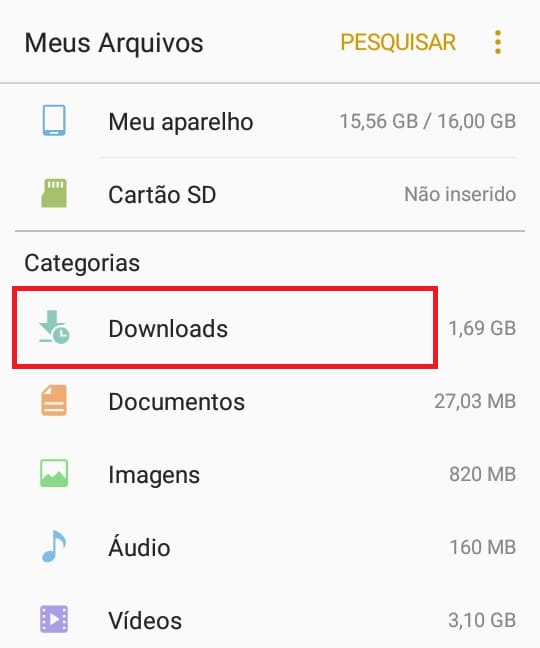 Meus Arquivos PESQUISAR
Meu aparelho 15,56 GB / 16,00 GB
Cartão SD Não inserido
Categorias
Downloads 1,69 GB
Documentos 27,03 MB
Imagens 820 MB
Áudio 160 MB
Vídeos 3,10 GB